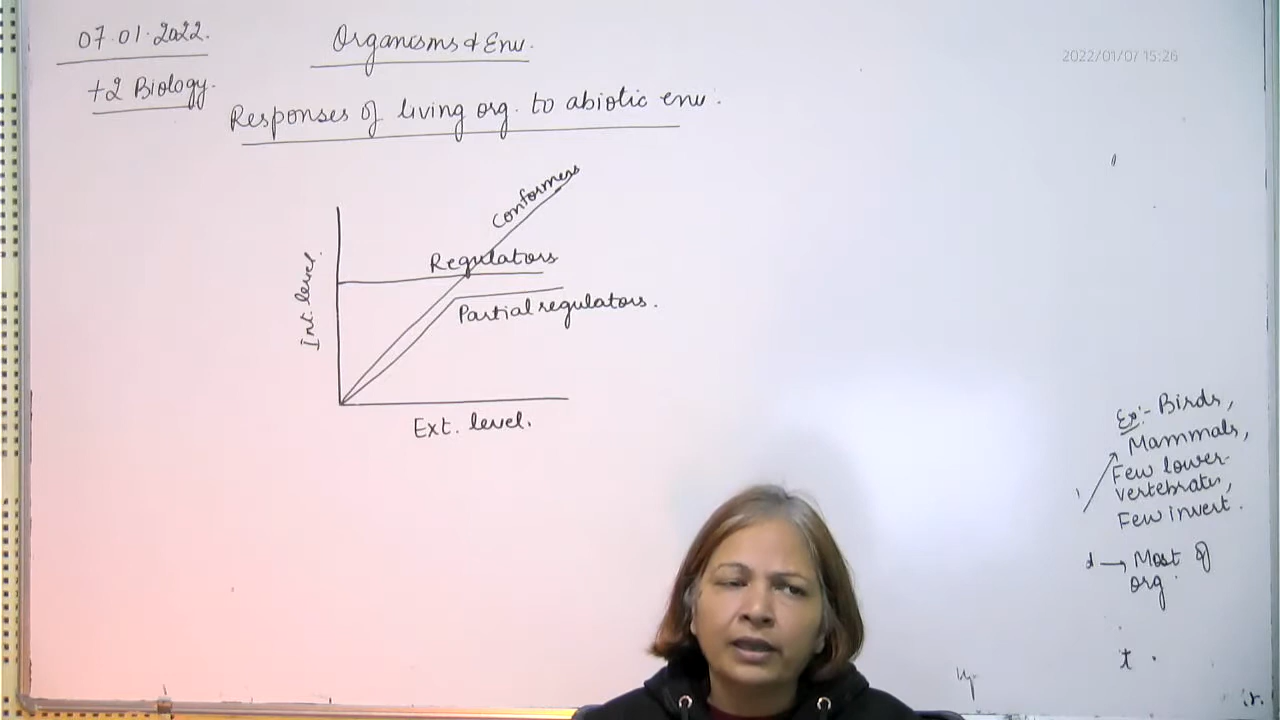 07.01.2022.
Organisms & Env.
2022/01/07 15:26
+2 Biology.
Responses of living org. to abiotic env.
Conformers
Regulators
Partial regulators.
Int. level.
Ext. level.
Ex:- Birds,
Mammals,
Few lower
vertebrates,
Few invert.
→ Most of
org.
t.